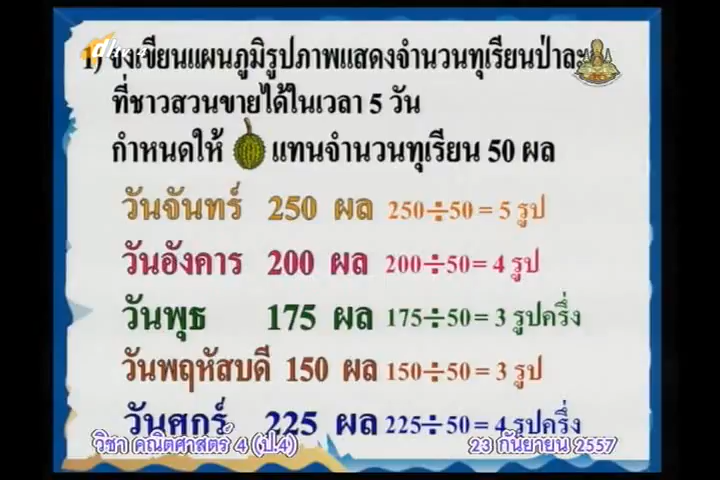 1) จงเขียนแผนภูมิรูปภาพแสดงจำนวนทุเรียนป่าละ
ที่ชาวสวนขายได้ในเวลา 5 วัน
กำหนดให้ แทนจำนวนทุเรียน 50 ผล
วันจันทร์ 250 ผล 250÷50 = 5 รูป
วันอังคาร 200 ผล 200÷50 = 4 รูป
วันพุธ 175 ผล 175÷50 = 3 รูปครึ่ง
วันพฤหัสบดี 150 ผล 150÷50 = 3 รูป
วันศุกร์ 225 ผล 225÷50 = 4 รูปครึ่ง
วิชา คณิตศาสตร์ 4 (ป.4) 23 กันยายน 2557